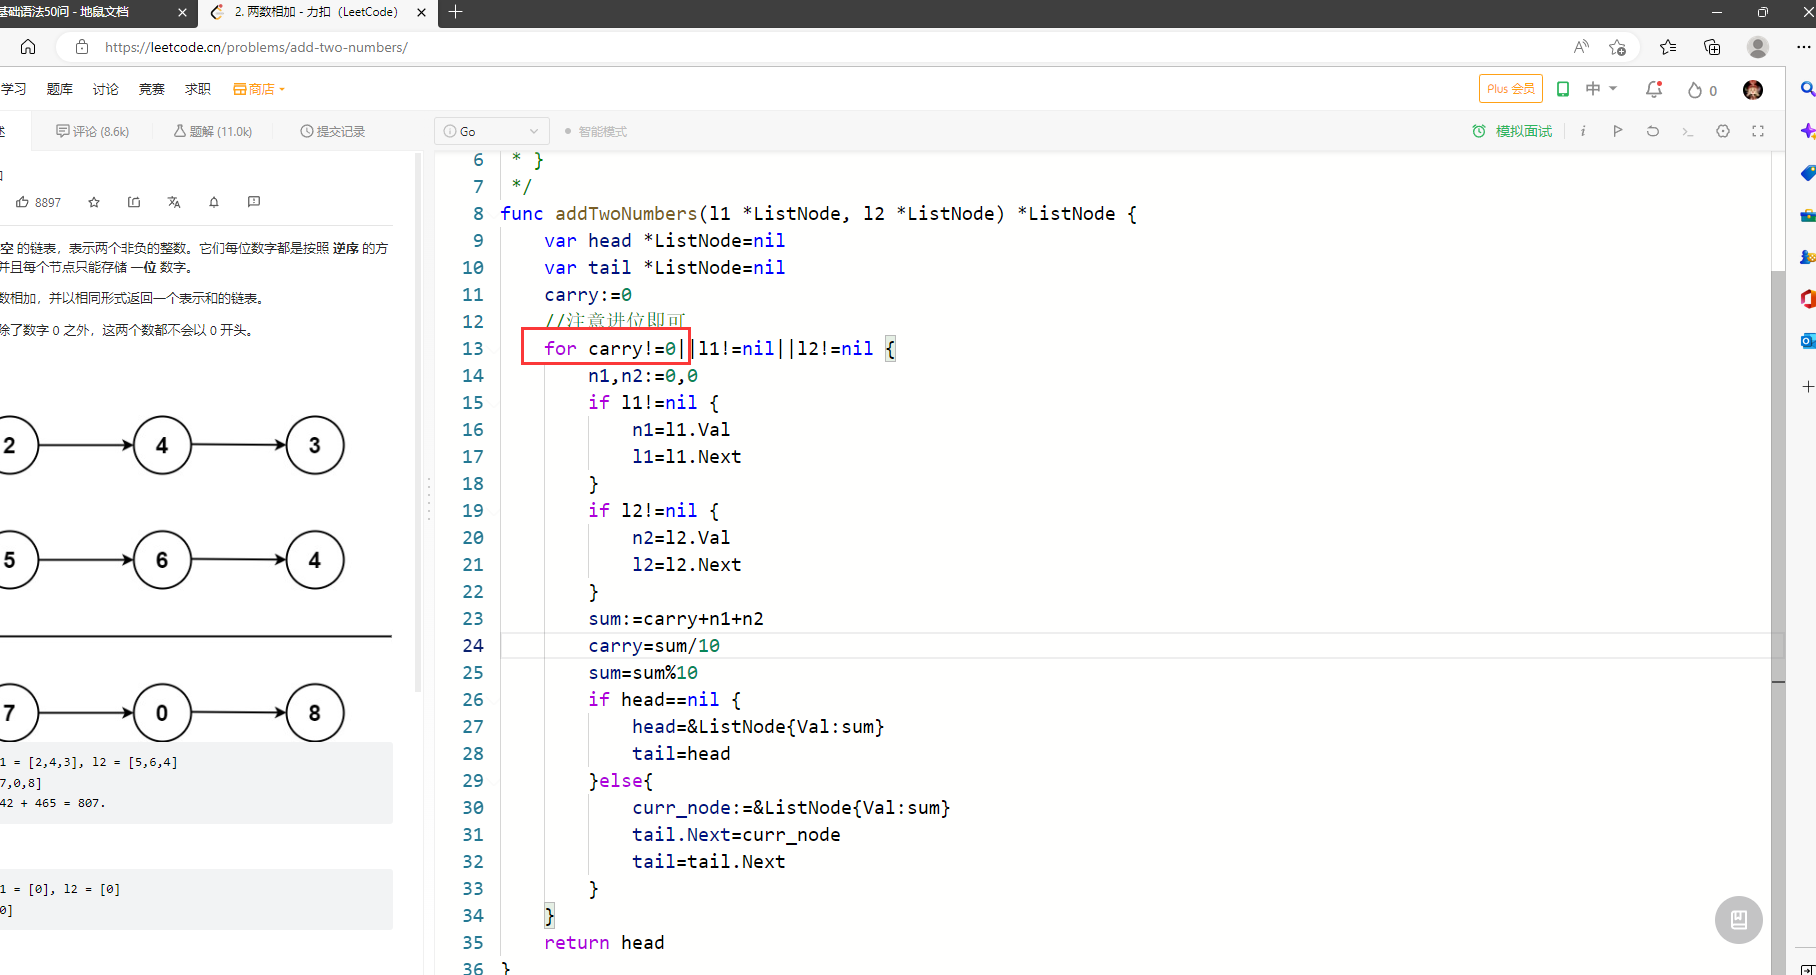 基础语法50问 - 地鼠文档
2. 两数相加 - 力扣（LeetCode）
https://leetcode.cn/problems/add-two-numbers/
学习 题库 讨论 竞赛 求职 商店
Plus 会员 中 0
评论 (8.6k) 题解 (11.0k) 提交记录
Go 智能模式 模拟面试
8897
空 的链表，表示两个非负的整数。它们每位数字都是按照 逆序 的方
并且每个节点只能存储 一位 数字。
数相加，并以相同形式返回一个表示和的链表。
除了数字 0 之外，这两个数都不会以 0 开头。
2 4 3
5 6 4
7 0 8
1 = [2,4,3], l2 = [5,6,4]
7,0,8]
42 + 465 = 807.
1 = [0], l2 = [0]
0]
6 * }
7 */
8 func addTwoNumbers(l1 *ListNode, l2 *ListNode) *ListNode {
9 var head *ListNode=nil
10 var tail *ListNode=nil
11 carry:=0
12 //注意进位即可
13 for carry!=0||l1!=nil||l2!=nil {
14 n1,n2:=0,0
15 if l1!=nil {
16 n1=l1.Val
17 l1=l1.Next
18 }
19 if l2!=nil {
20 n2=l2.Val
21 l2=l2.Next
22 }
23 sum:=carry+n1+n2
24 carry=sum/10
25 sum=sum%10
26 if head==nil {
27 head=&ListNode{Val:sum}
28 tail=head
29 }else{
30 curr_node:=&ListNode{Val:sum}
31 tail.Next=curr_node
32 tail=tail.Next
33 }
34 }
35 return head
36 }